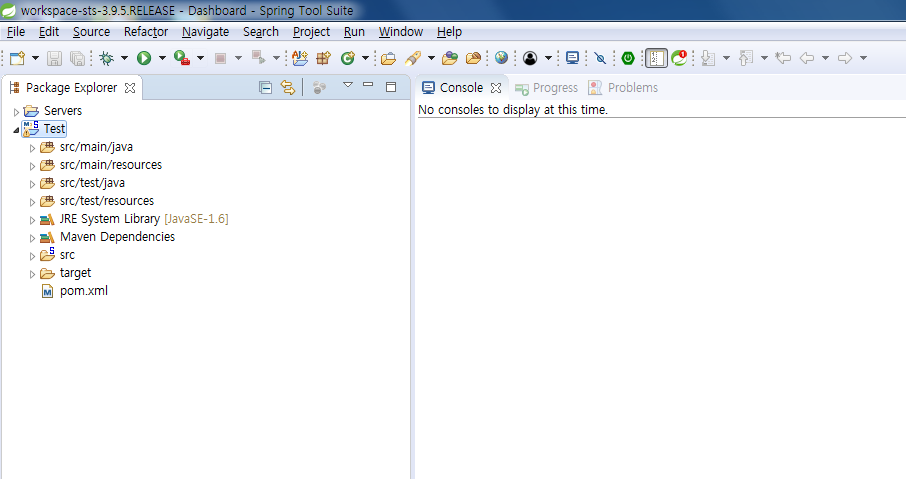 workspace-sts-3.9.5.RELEASE - Dashboard - Spring Tool Suite
File Edit Source Refactor Navigate Search Project Run Window Help
Package Explorer
Console Progress Problems
No consoles to display at this time.
Servers
Test
src/main/java
src/main/resources
src/test/java
src/test/resources
JRE System Library [JavaSE-1.6]
Maven Dependencies
src
target
pom.xml